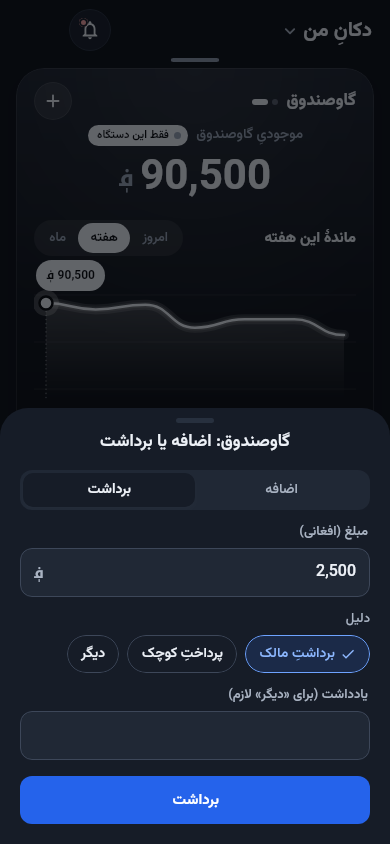 دکانِ من
گاوصندوق
موجودیِ گاوصندوق فقط این دستگاه
90,500 ؋
ماندهٔ این هفته امروز هفته ماه
90,500 ؋
گاوصندوق: اضافه یا برداشت
اضافه برداشت
مبلغ (افغانی)
2,500 ؋
دلیل
برداشتِ مالک پرداختِ کوچک دیگر
یادداشت (برای «دیگر» لازم)
برداشت